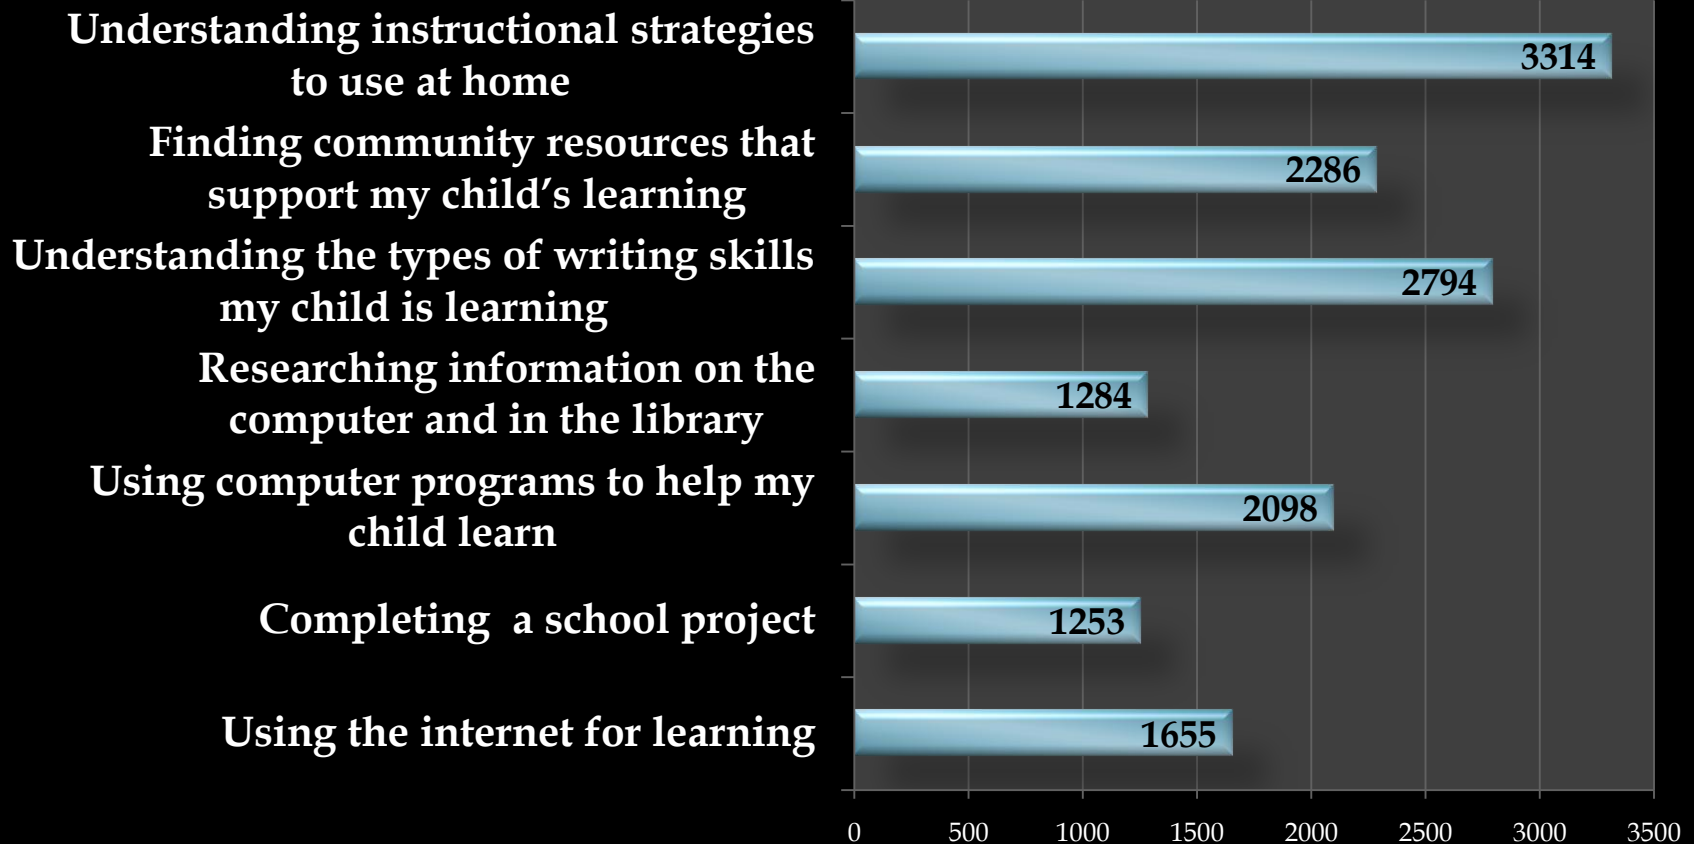 Understanding instructional strategies
to use at home
3314
Finding community resources that
support my child’s learning
2286
Understanding the types of writing skills
my child is learning
2794
Researching information on the
computer and in the library
1284
Using computer programs to help my
child learn
2098
Completing  a school project
1253
Using the internet for learning
1655
0 500 1000 1500 2000 2500 3000 3500